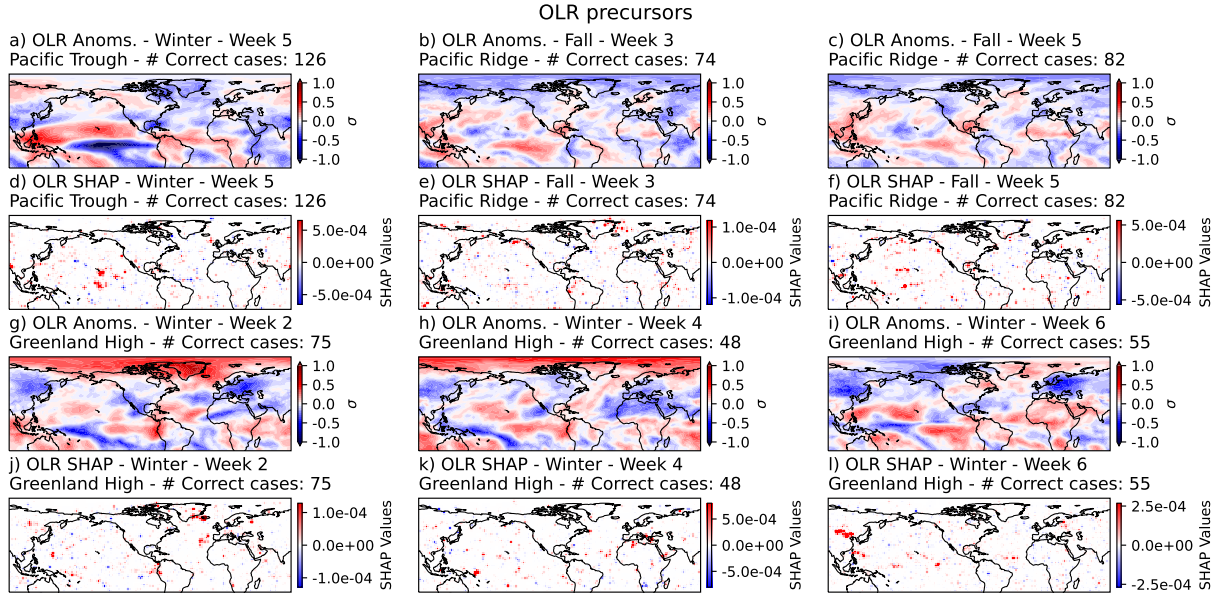 OLR precursors
a) OLR Anoms. - Winter - Week 5
Pacific Trough - # Correct cases: 126
1.0
0.5
0.0
-0.5
-1.0
σ
b) OLR Anoms. - Fall - Week 3
Pacific Ridge - # Correct cases: 74
1.0
0.5
0.0
-0.5
-1.0
σ
c) OLR Anoms. - Fall - Week 5
Pacific Ridge - # Correct cases: 82
1.0
0.5
0.0
-0.5
-1.0
σ
d) OLR SHAP - Winter - Week 5
Pacific Trough - # Correct cases: 126
5.0e-04
0.0e+00
-5.0e-04
SHAP Values
e) OLR SHAP - Fall - Week 3
Pacific Ridge - # Correct cases: 74
1.0e-04
0.0e+00
-1.0e-04
SHAP Values
f) OLR SHAP - Fall - Week 5
Pacific Ridge - # Correct cases: 82
5.0e-04
0.0e+00
-5.0e-04
SHAP Values
g) OLR Anoms. - Winter - Week 2
Greenland High - # Correct cases: 75
1.0
0.5
0.0
-0.5
-1.0
σ
h) OLR Anoms. - Winter - Week 4
Greenland High - # Correct cases: 48
1.0
0.5
0.0
-0.5
-1.0
σ
i) OLR Anoms. - Winter - Week 6
Greenland High - # Correct cases: 55
1.0
0.5
0.0
-0.5
-1.0
σ
j) OLR SHAP - Winter - Week 2
Greenland High - # Correct cases: 75
1.0e-04
0.0e+00
-1.0e-04
SHAP Values
k) OLR SHAP - Winter - Week 4
Greenland High - # Correct cases: 48
5.0e-04
0.0e+00
-5.0e-04
SHAP Values
l) OLR SHAP - Winter - Week 6
Greenland High - # Correct cases: 55
2.5e-04
0.0e+00
-2.5e-04
SHAP Values